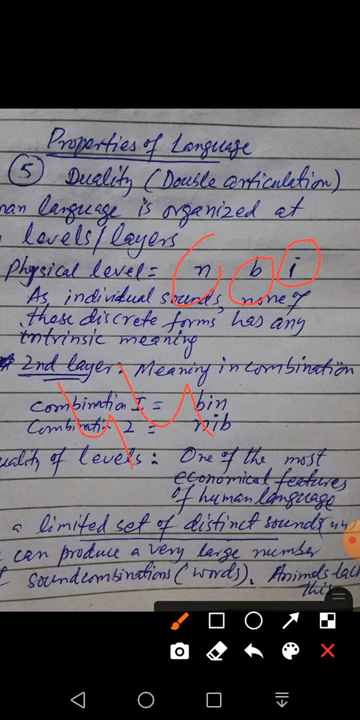 Properties of Language
5 Duality (Double articulation)
man language is organized at
levels/layers
Physical level = n b i
As individual sounds, none of
these discrete forms has any
intrinsic meaning
2nd layer: Meaning in combination
Combination I = bin
Combination 2 = nib
uality of levels: One of the most
economical features
of human language
a limited set of distinct sounds (44)
can produce a very large number
sound combinations (words). Animals lack
this